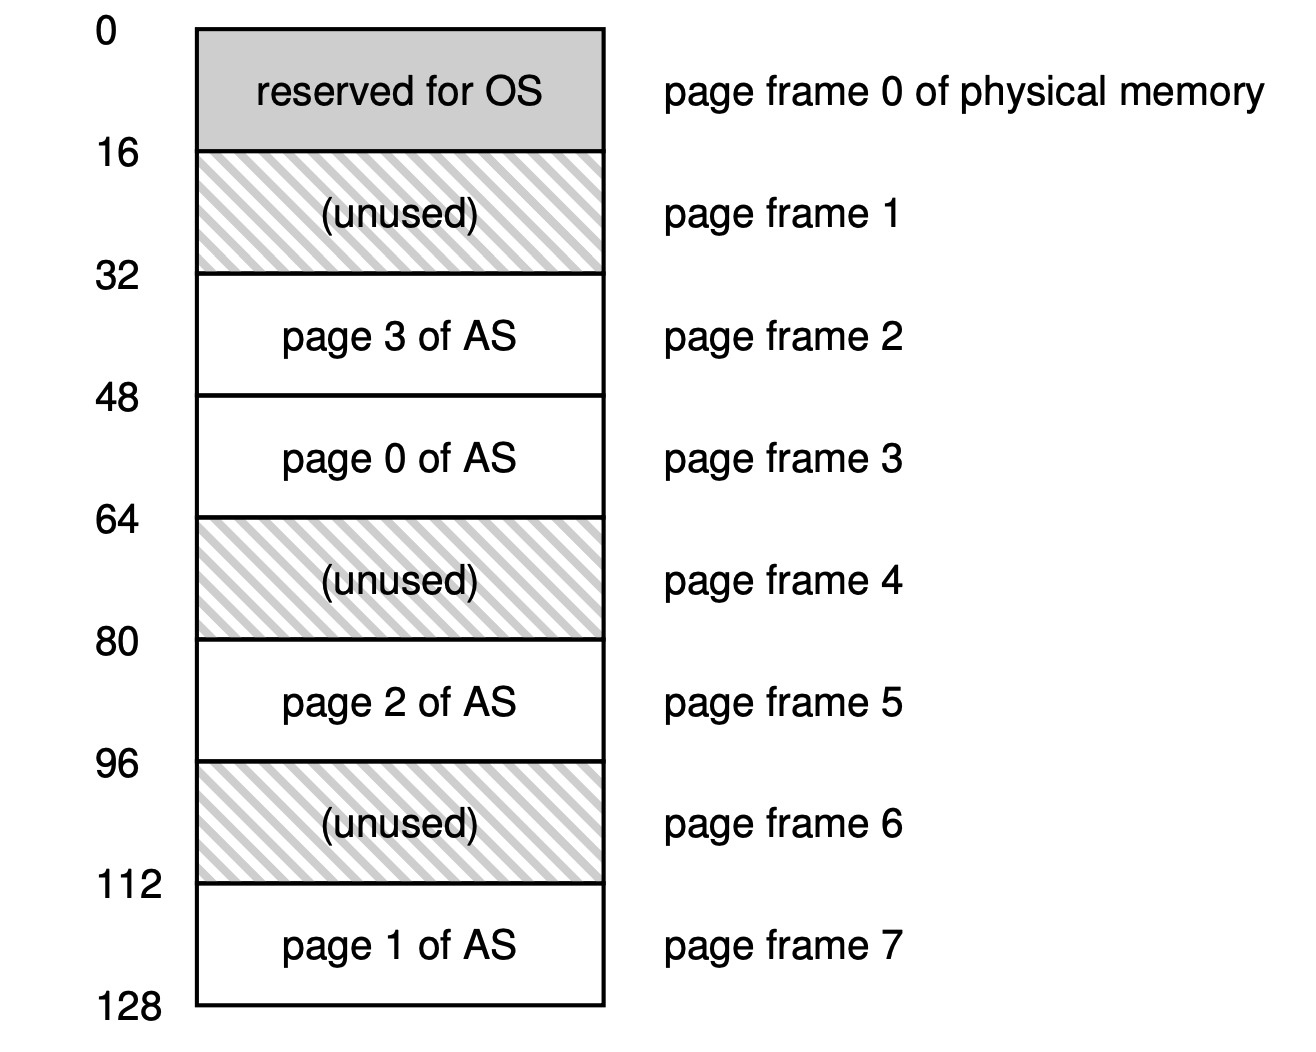 0
reserved for OS page frame 0 of physical memory
16
(unused) page frame 1
32
page 3 of AS page frame 2
48
page 0 of AS page frame 3
64
(unused) page frame 4
80
page 2 of AS page frame 5
96
(unused) page frame 6
112
page 1 of AS page frame 7
128